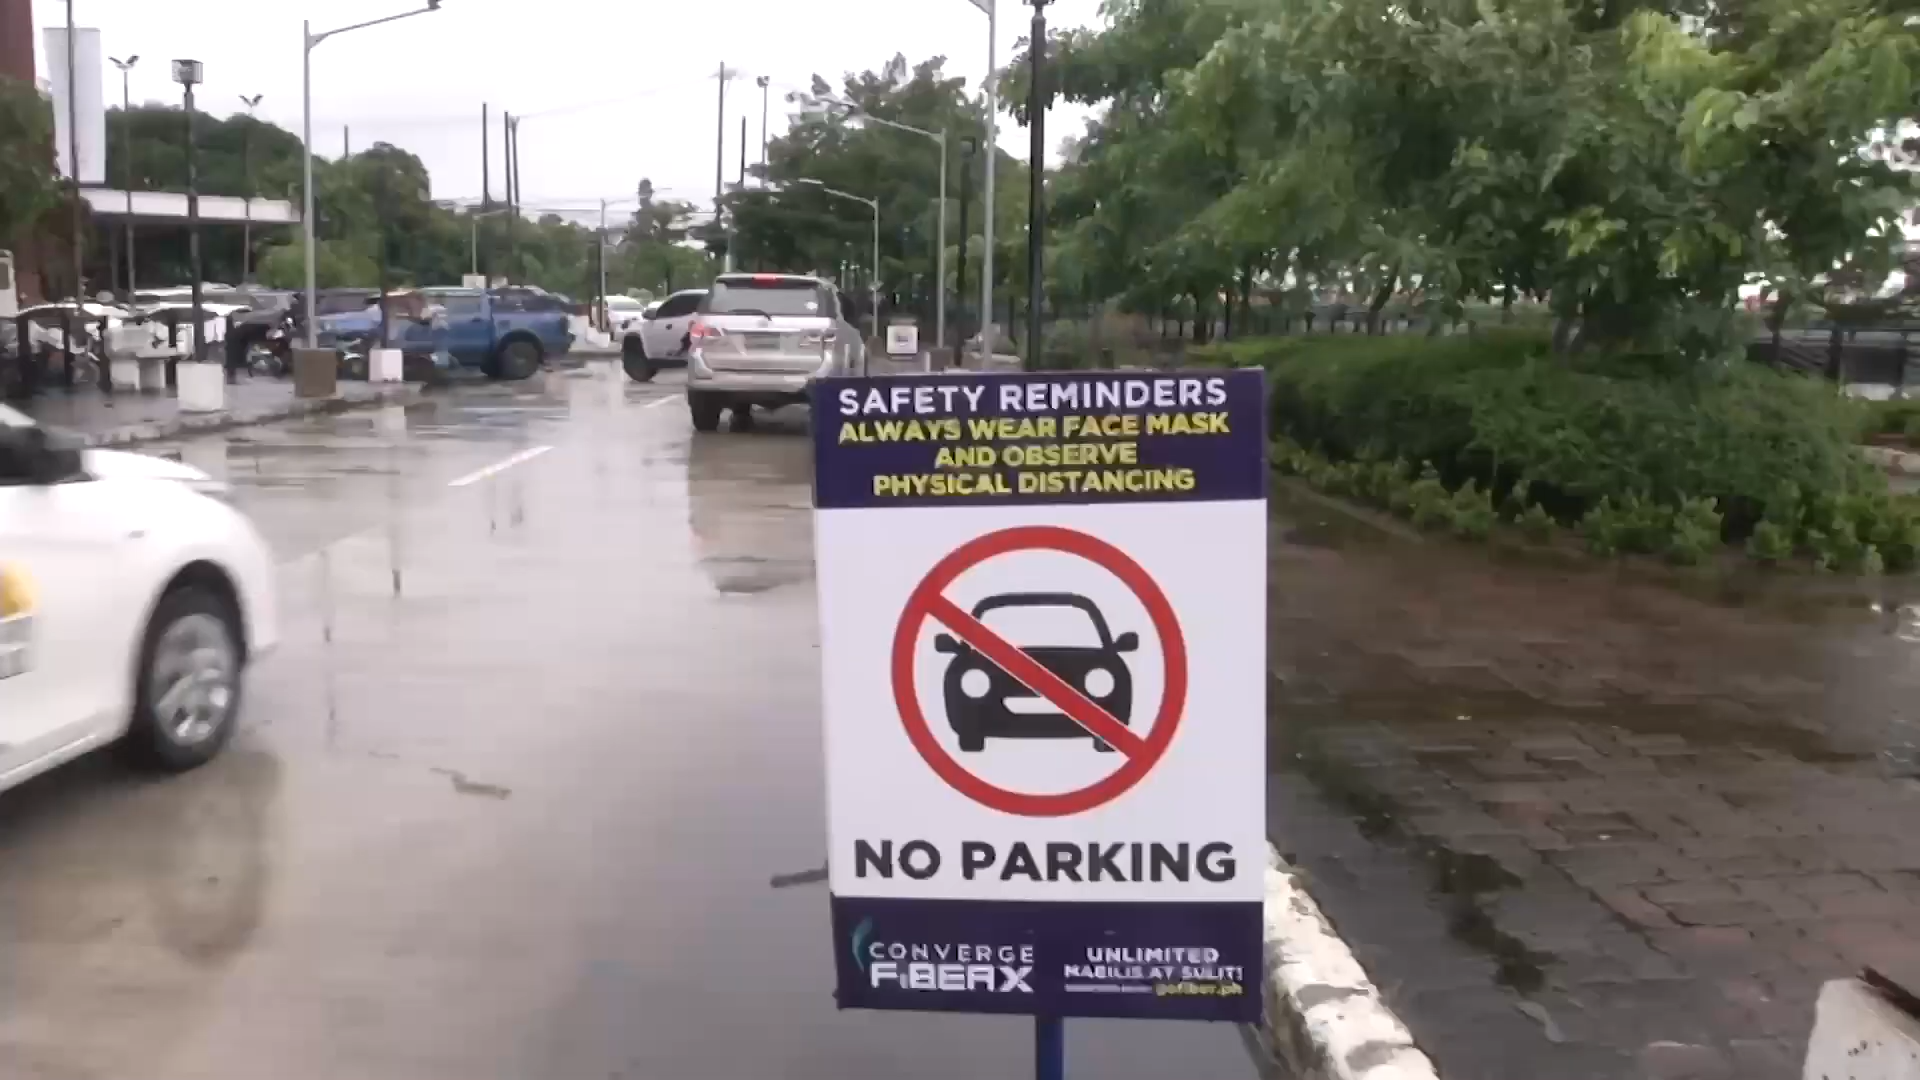 SAFETY REMINDERS
ALWAYS WEAR FACE MASK
AND OBSERVE
PHYSICAL DISTANCING
NO PARKING
CONVERGE
FIBERX
UNLIMITED
MABILIS AT SULIT!
gofiber.ph